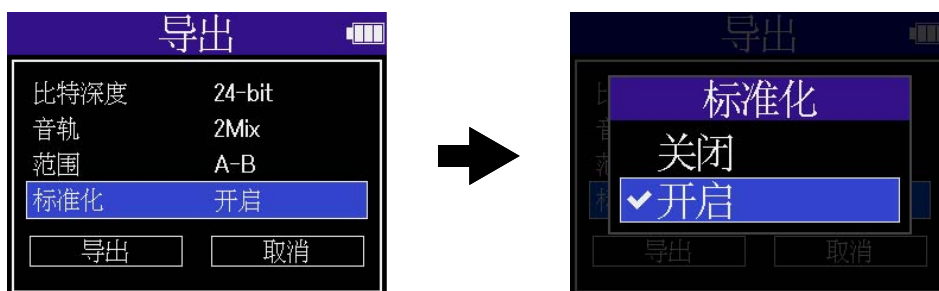 导出
比特深度 24-bit
音轨 2Mix
范围 A-B
标准化 开启
导出 取消
导出
标准化
关闭
开启
导出 取消